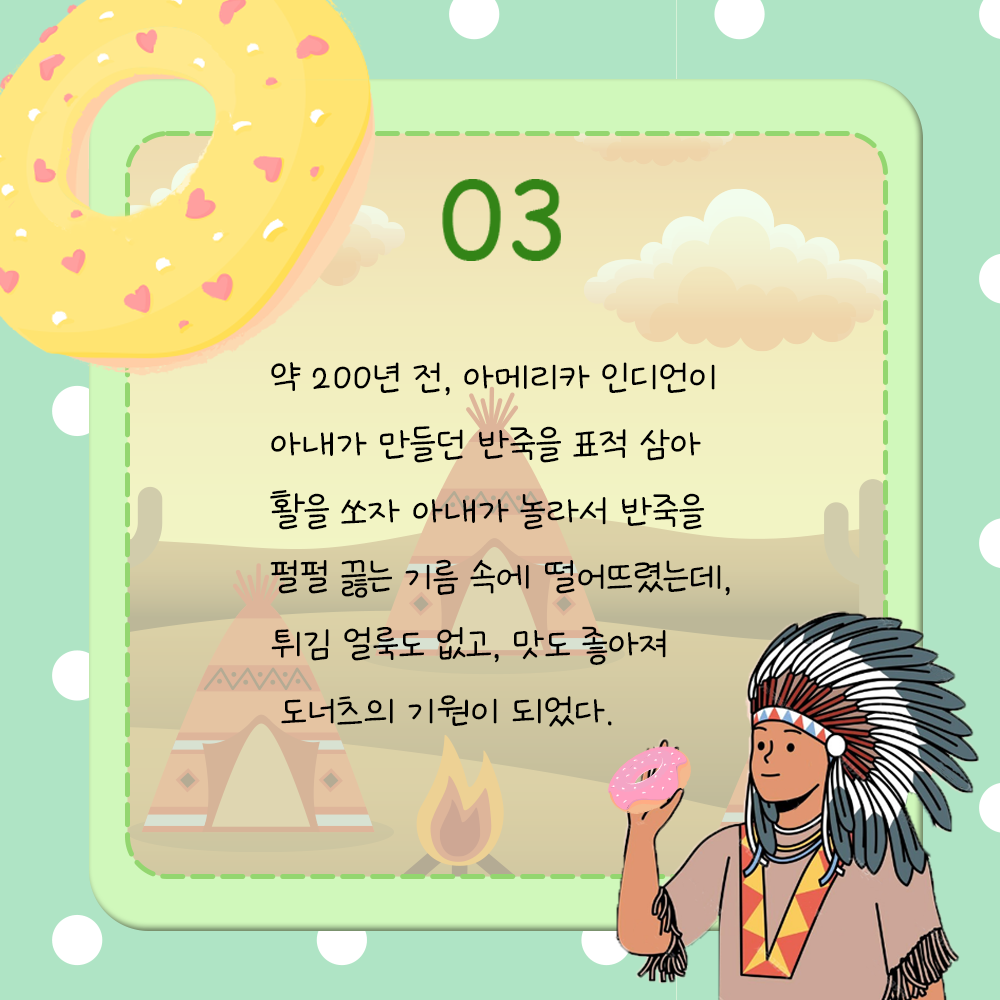 03
약 200년 전, 아메리카 인디언이
아내가 만들던 반죽을 표적 삼아
활을 쏘자 아내가 놀라서 반죽을
펄펄 끓는 기름 속에 떨어뜨렸는데,
튀김 얼룩도 없고, 맛도 좋아져
도너츠의 기원이 되었다.